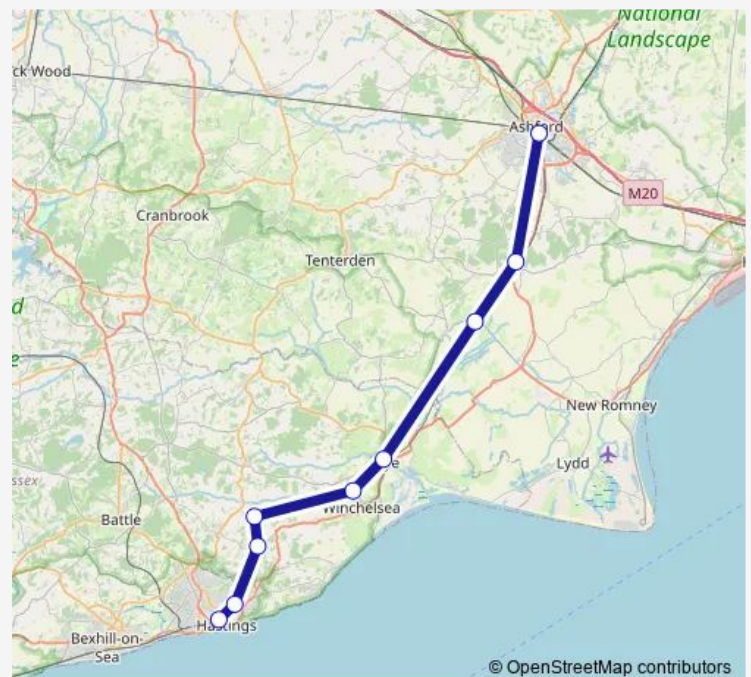 National
Landscape
ck Wood
Ashford
M20
Cranbrook
Tenterden
d
e
New Romney
Lydd
ssex
Winchelsea
Battle
Hastings
Bexhill-on-
Sea
© OpenStreetMap contributors